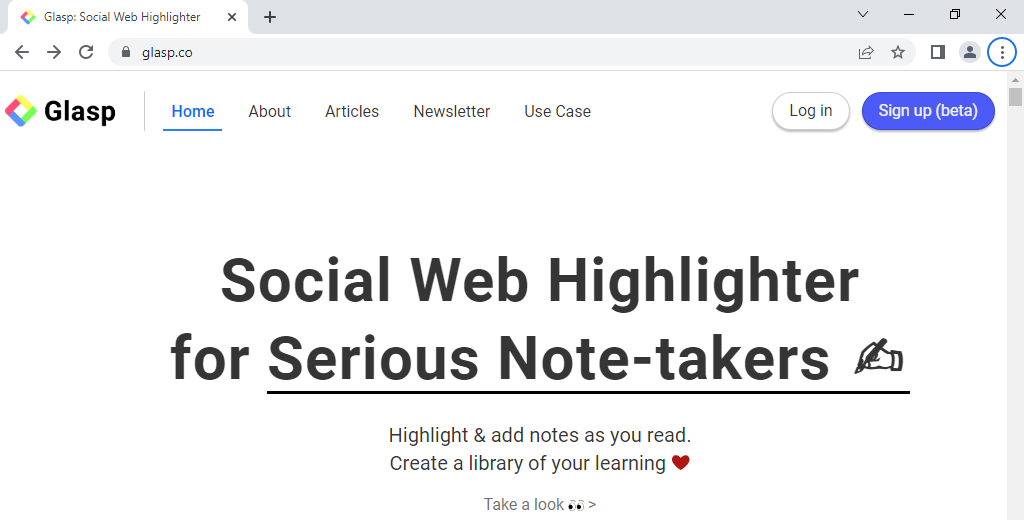 Glasp: Social Web Highlighter
glasp.co
Glasp
Home
About
Articles
Newsletter
Use Case
Log in
Sign up (beta)
Social Web Highlighter
for Serious Note-takers ✍
Highlight & add notes as you read.
Create a library of your learning ❤
Take a look 👀 >